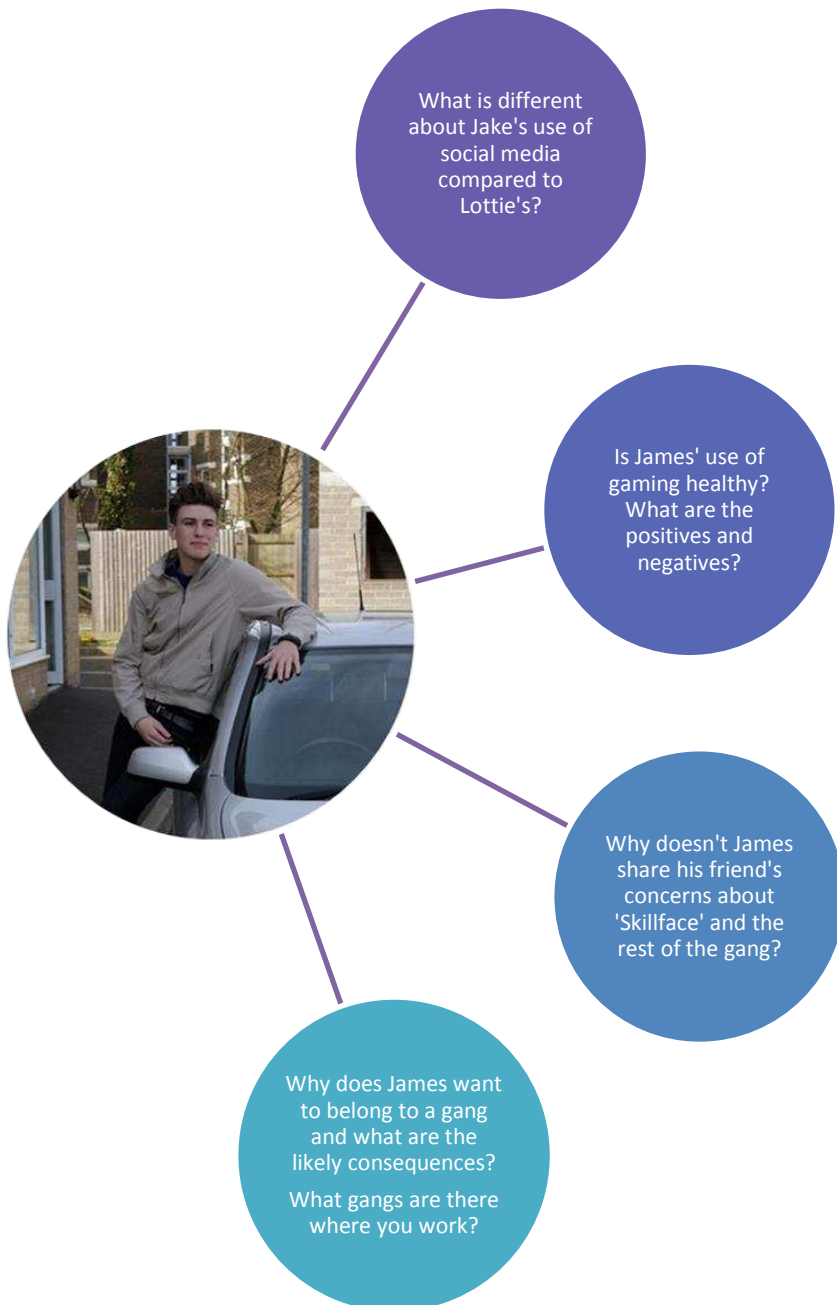 What is different
about Jake's use of
social media
compared to
Lottie's?
Is James' use of
gaming healthy?
What are the
positives and
negatives?
Why doesn't James
share his friend's
concerns about
'Skillface' and the
rest of the gang?
Why does James want
to belong to a gang
and what are the
likely consequences?
What gangs are there
where you work?